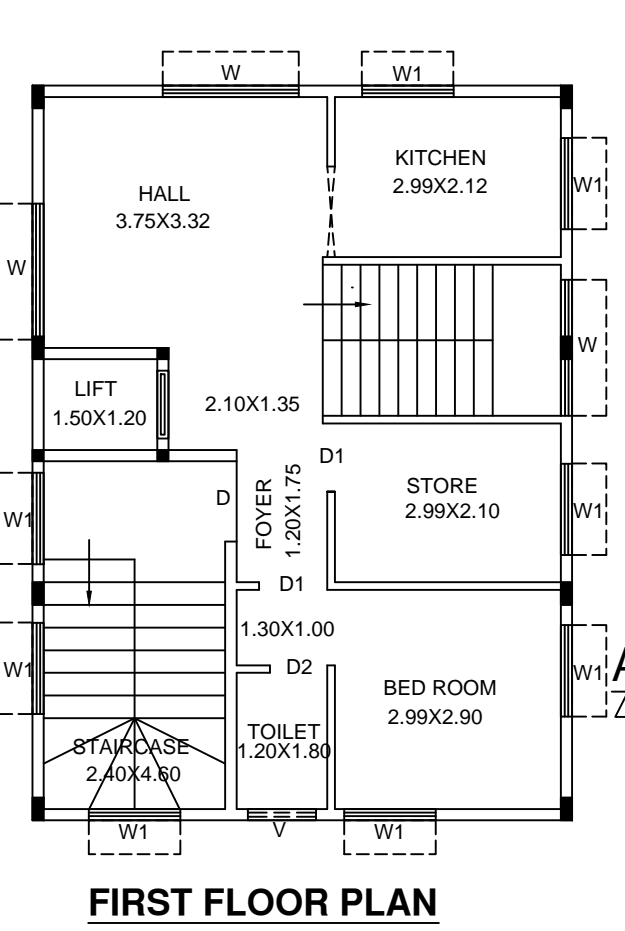 W
W1
KITCHEN
2.99X2.12
W1
HALL
3.75X3.32
W
W
LIFT
1.50X1.20
2.10X1.35
D1
FOYER
1.20X1.75
STORE
2.99X2.10
W1
D
W1
D1
1.30X1.00
D2
BED ROOM
2.99X2.90
W1
A
W1
TOILET
1.20X1.80
STAIRCASE
2.40X4.60
W1
V
W1
FIRST FLOOR PLAN